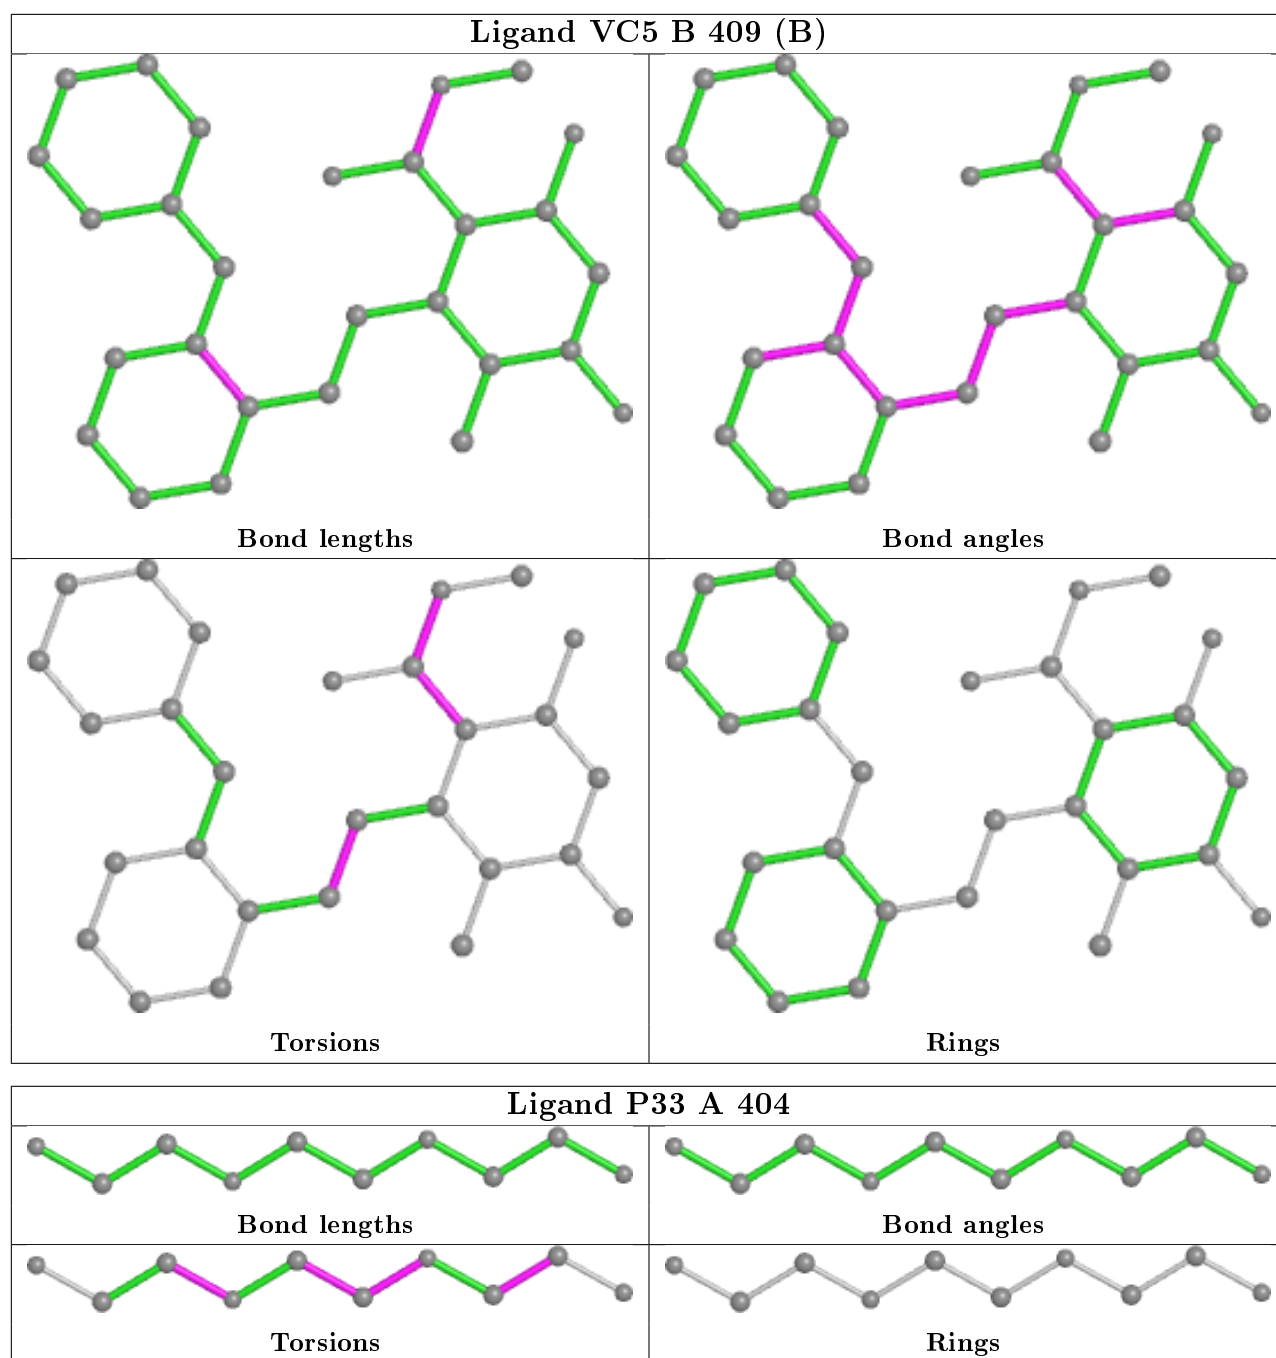 Ligand VC5 B 409 (B)
Bond lengths
Bond angles
Torsions
Rings
Ligand P33 A 404
Bond lengths
Bond angles
Torsions
Rings